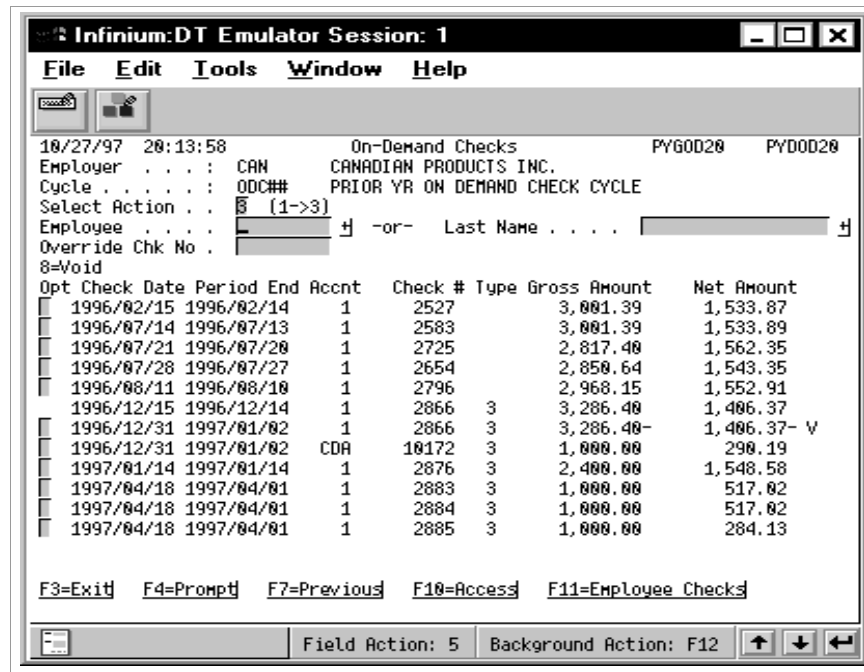 Infinium:DT Emulator Session: 1
File Edit Tools Window Help
10/27/97 20:13:58 On-Demand Checks PYGOD20 PYDOD20
Employer . . . : CAN CANADIAN PRODUCTS INC.
Cycle . . . . . : ODC## PRIOR YR ON DEMAND CHECK CYCLE
Select Action . . 3 (1->3)
Employee . . . . + -or- Last Name . . . . +
Override Chk No .
8=Void
Opt Check Date Period End Accnt Check # Type Gross Amount Net Amount
1996/02/15 1996/02/14 1 2527 3,001.39 1,533.87
1996/07/14 1996/07/13 1 2583 3,001.39 1,533.89
1996/07/21 1996/07/20 1 2725 2,817.40 1,562.35
1996/07/28 1996/07/27 1 2654 2,850.64 1,543.35
1996/08/11 1996/08/10 1 2796 2,968.15 1,552.91
1996/12/15 1996/12/14 1 2866 3 3,286.40 1,406.37
1996/12/31 1997/01/02 1 2866 3 3,286.40- 1,406.37- V
1996/12/31 1997/01/02 CDA 10172 3 1,000.00 290.19
1997/01/14 1997/01/14 1 2876 3 2,400.00 1,548.58
1997/04/18 1997/04/01 1 2883 3 1,000.00 517.02
1997/04/18 1997/04/01 1 2884 3 1,000.00 517.02
1997/04/18 1997/04/01 1 2885 3 1,000.00 284.13
F3=Exit F4=Prompt F7=Previous F10=Access F11=Employee Checks
Field Action: 5 Background Action: F12